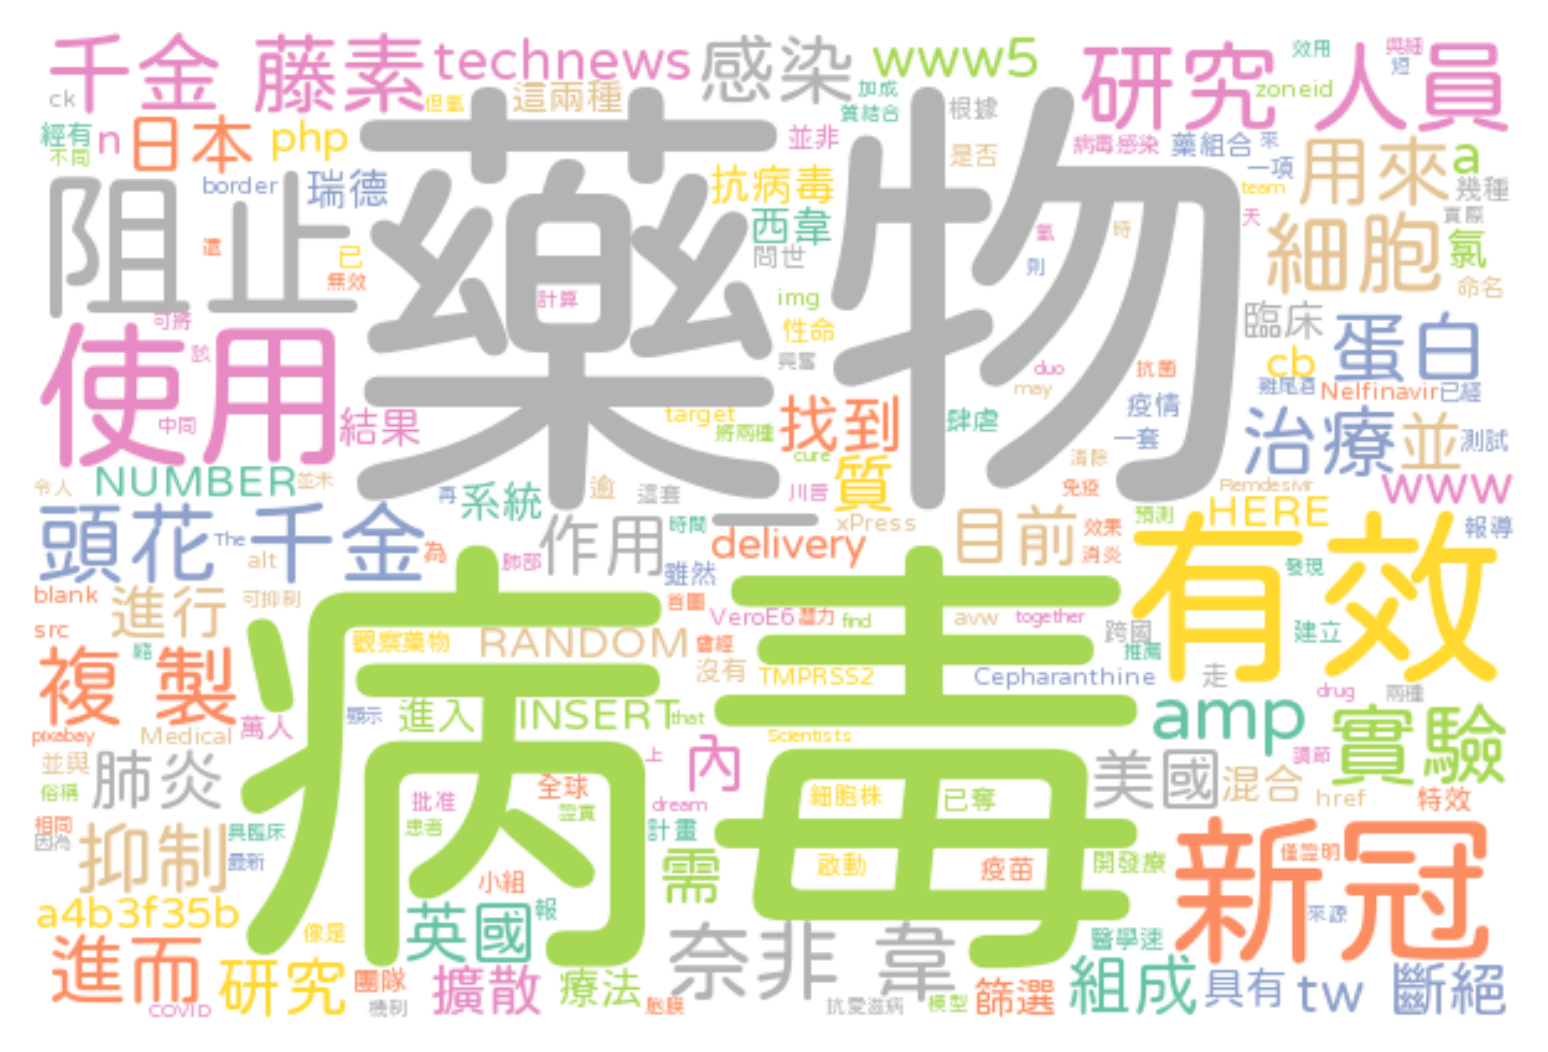 千金 藤素
technews
感染
www5
研究人員
效用
與細
短
ck
但氫
這兩種
加成
質結合
根據
zoneid
經有
不同
n
日本
php
並非
是否
病毒感染
藥組合
來
一項
用來
a
幾種
border
瑞德
藥物
抗病毒
team
阻止
西韋
天
實際
還
已
無效
問世
氫
時
則
細胞
氯
命名
計算
img
可將
性命
臨床
蛋白
使用
該
興奮
duo
may
抗菌
cb
雞尾酒
Nelfinavir
已經
中同
結果
target
將兩種
找到
肆虐
疫情
一套
治療
並
測試
cure
令人
NUMBER
並未
再
系統
逾
這套
川普
質
清除
免疫
Remdesivir
www
頭花
The
千金
為
alt
作用
時間
delivery
xPress
目前
預測
效果
消炎
HERE
報導
肺部
雖然
有效
發現
blank
進行
可抑制
首圖
src
觀察藥物
RANDOM
曾經
VeroE6
潛力
find
avw
together
跨國
推薦
建立
複製
縮
沒有
TMPRSS2
Cephalanthine
走
drug
兩種
pixabay
Medical
萬人
顯示
進入
INSERT
that
Scientists
amp
實驗
病毒
並與
俗稱
肺炎
上
內
美國
混合
調節
href
特效
批准
患者
全球
證實
dream
細胞株
已奪
相同
因為
抑制
具臨床
最新
計畫
新冠
僅證明
小組
需
啟動
疫苗
開發療
a4b3f35b
像是
英國
報
來源
進而
研究
團隊
擴散
療法
奈非 韋
醫學速
COVID
機制
胞膜
抗愛滋病
模型
篩選
組成
具有
tw
斷絕